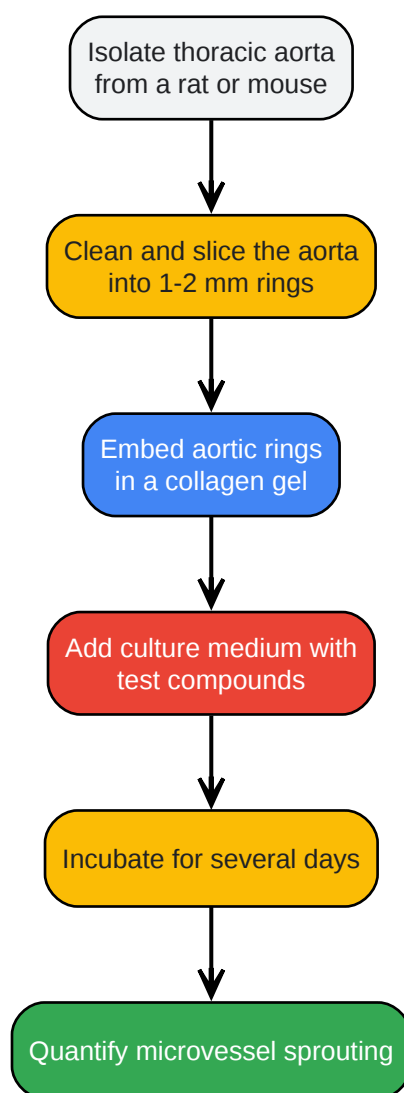 Isolate thoracic aorta
from a rat or mouse
Clean and slice the aorta
into 1-2 mm rings
Embed aortic rings
in a collagen gel
Add culture medium with
test compounds
Incubate for several days
Quantify microvessel sprouting